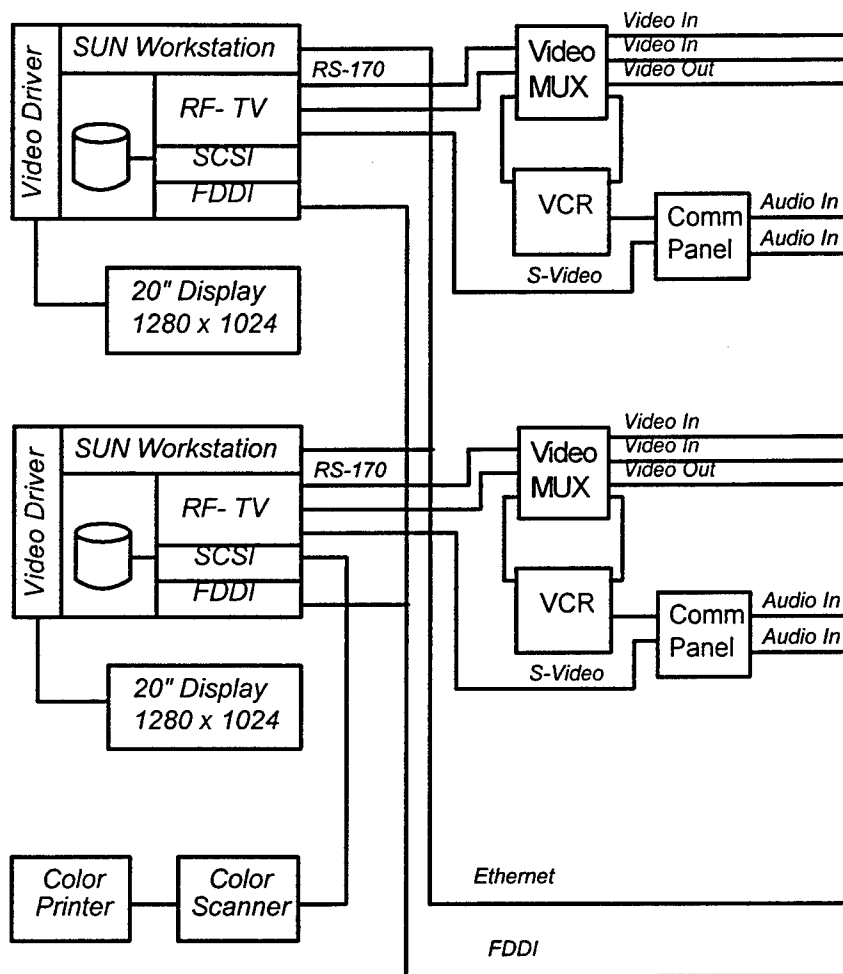 Video Driver
SUN Workstation
RF- TV
SCSI
FDDI
RS-170
Video
MUX
Video In
Video In
Video Out
VCR
Comm
Panel
Audio In
Audio In
S-Video
20" Display
1280 x 1024
Video Driver
SUN Workstation
RF- TV
SCSI
FDDI
RS-170
Video
MUX
Video In
Video In
Video Out
VCR
Comm
Panel
Audio In
Audio In
S-Video
20" Display
1280 x 1024
Color
Printer
Color
Scanner
Ethernet
FDDI